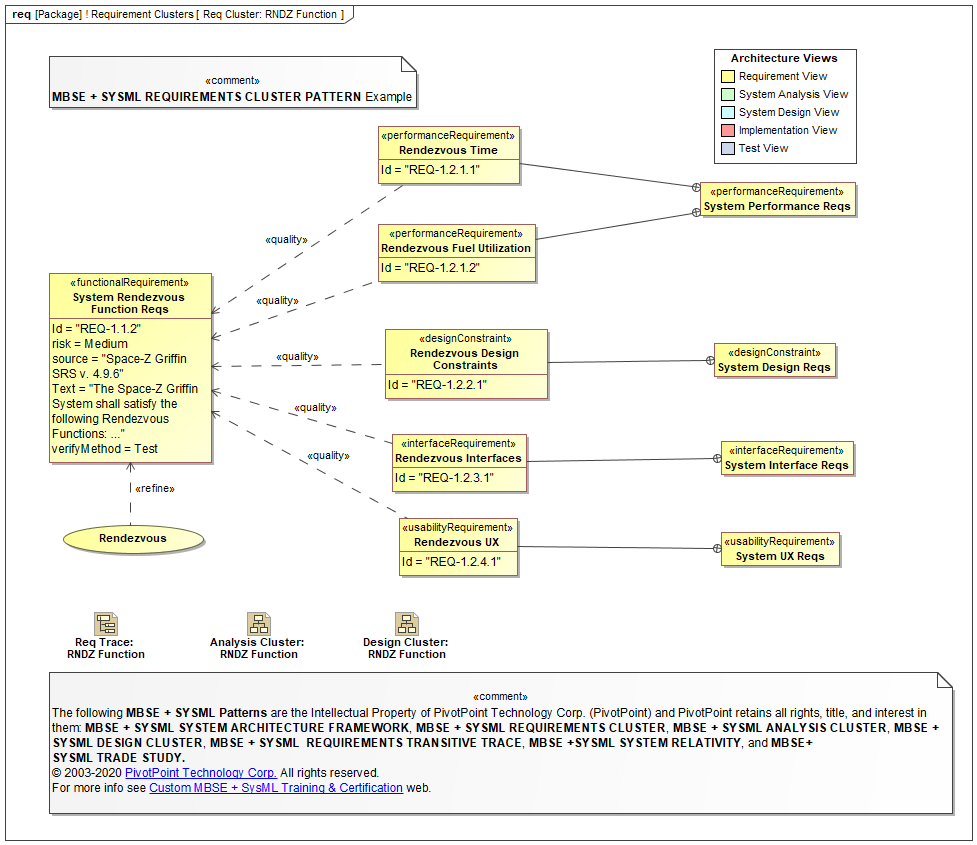 req [Package] ! Requirement Clusters [ Req Cluster: RNDZ Function ]
«comment»
MBSE + SYSML REQUIREMENTS CLUSTER PATTERN Example
Architecture Views
Requirement View
System Analysis View
System Design View
Implementation View
Test View
«performanceRequirement»
Rendezvous Time
Id = "REQ-1.2.1.1"
«performanceRequirement»
System Performance Reqs
«quality»
«performanceRequirement»
Rendezvous Fuel Utilization
Id = "REQ-1.2.1.2"
«quality»
«functionalRequirement»
System Rendezvous
Function Reqs
Id = "REQ-1.1.2"
risk = Medium
source = "Space-Z Griffin
SRS v. 4.9.6"
Text = "The Space-Z Griffin
System shall satisfy the
following Rendezvous
Functions: ..."
verifyMethod = Test
«quality»
«designConstraint»
Rendezvous Design
Constraints
Id = "REQ-1.2.2.1"
«designConstraint»
System Design Reqs
«quality»
«interfaceRequirement»
Rendezvous Interfaces
Id = "REQ-1.2.3.1"
«interfaceRequirement»
System Interface Reqs
«quality»
«usabilityRequirement»
Rendezvous UX
Id = "REQ-1.2.4.1"
«usabilityRequirement»
System UX Reqs
«refine»
Rendezvous
Req Trace:
RNDZ Function
Analysis Cluster:
RNDZ Function
Design Cluster:
RNDZ Function
«comment»
The following MBSE + SYSML Patterns are the Intellectual Property of PivotPoint Technology Corp. (PivotPoint) and PivotPoint retains all rights, title, and interest in
them: MBSE + SYSML SYSTEM ARCHITECTURE FRAMEWORK, MBSE + SYSML REQUIREMENTS CLUSTER, MBSE + SYSML ANALYSIS CLUSTER, MBSE +
SYSML DESIGN CLUSTER, MBSE + SYSML  REQUIREMENTS TRANSITIVE TRACE, MBSE +SYSML SYSTEM RELATIVITY, and MBSE+
SYSML TRADE STUDY.
© 2003-2020 PivotPoint Technology Corp. All rights reserved.
For more info see Custom MBSE + SysML Training & Certification web.